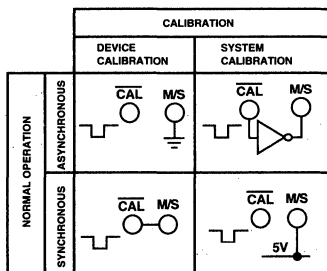 CALIBRATION
DEVICE
CALIBRATION
SYSTEM
CALIBRATION
NORMAL OPERATION
ASYNCHRONOUS
CAL M/S
CAL M/S
SYNCHRONOUS
CAL M/S
CAL M/S
5V